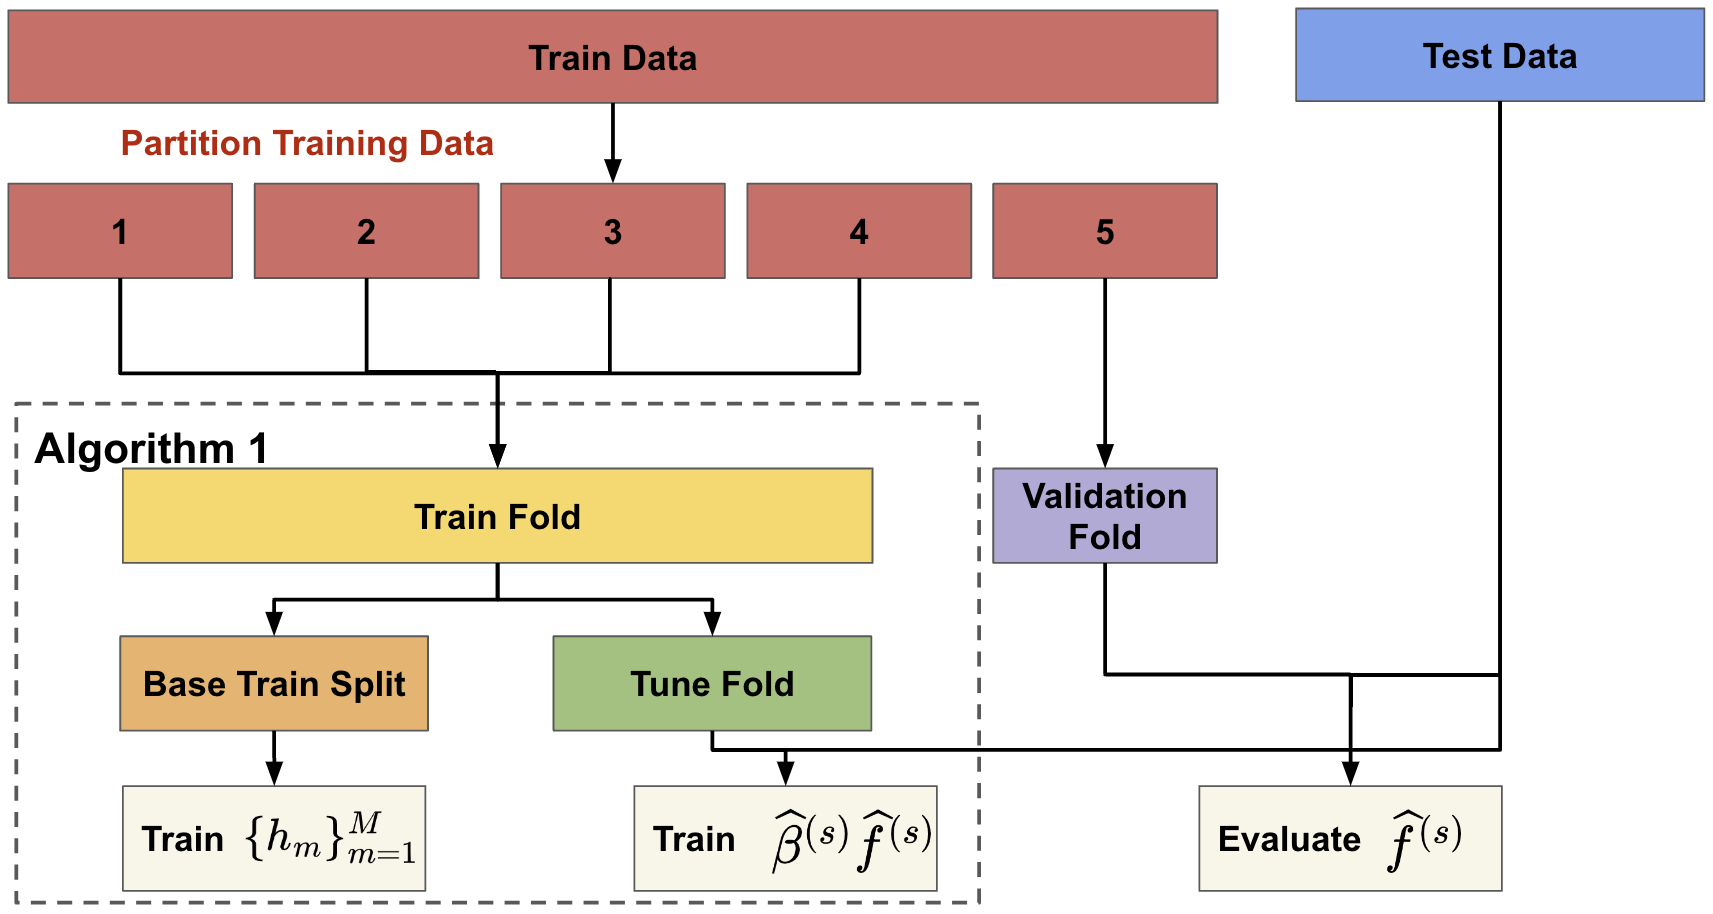 Train Data
Test Data
Partition Training Data
1
2
3
4
5
Algorithm 1
Train Fold
Validation
Fold
Base Train Split
Tune Fold
Train $\{h_m\}_{m=1}^{M}$
Train $\widehat{\beta}^{(s)} \widehat{f}^{(s)}$
Evaluate $\widehat{f}^{(s)}$